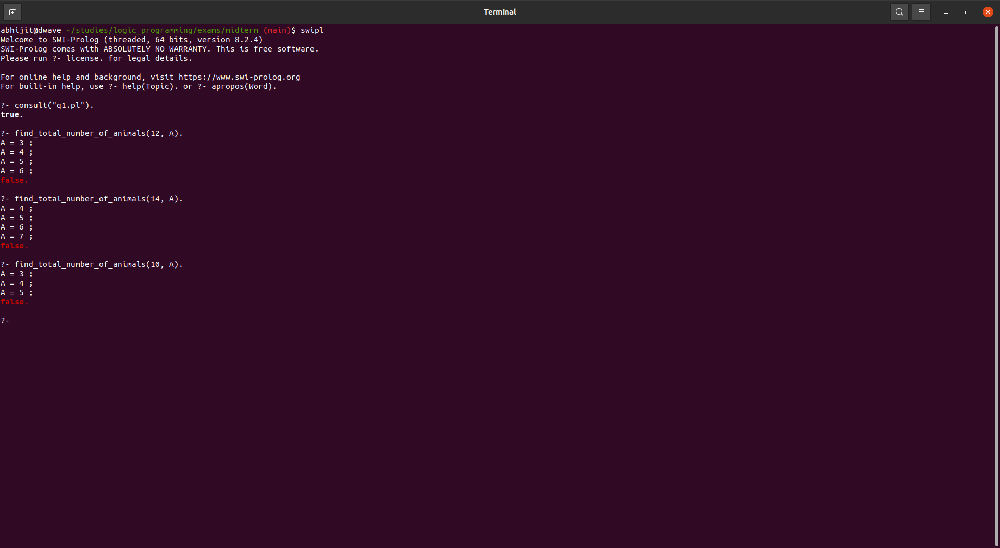 Terminal
abhijit@dwave ~/studies/logic_programming/exams/midterm (main)$ swipl
Welcome to SWI-Prolog (threaded, 64 bits, version 8.2.4)
SWI-Prolog comes with ABSOLUTELY NO WARRANTY. This is free software.
Please run ?- license. for legal details.
For online help and background, visit https://www.swi-prolog.org
For built-in help, use ?- help(Topic). or ?- apropos(Word).
?- consult("q1.pl").
true.
?- find_total_number_of_animals(12, A).
A = 3 ;
A = 4 ;
A = 5 ;
A = 6 ;
false.
?- find_total_number_of_animals(14, A).
A = 4 ;
A = 5 ;
A = 6 ;
A = 7 ;
false.
?- find_total_number_of_animals(10, A).
A = 3 ;
A = 4 ;
A = 5 ;
false.
?-